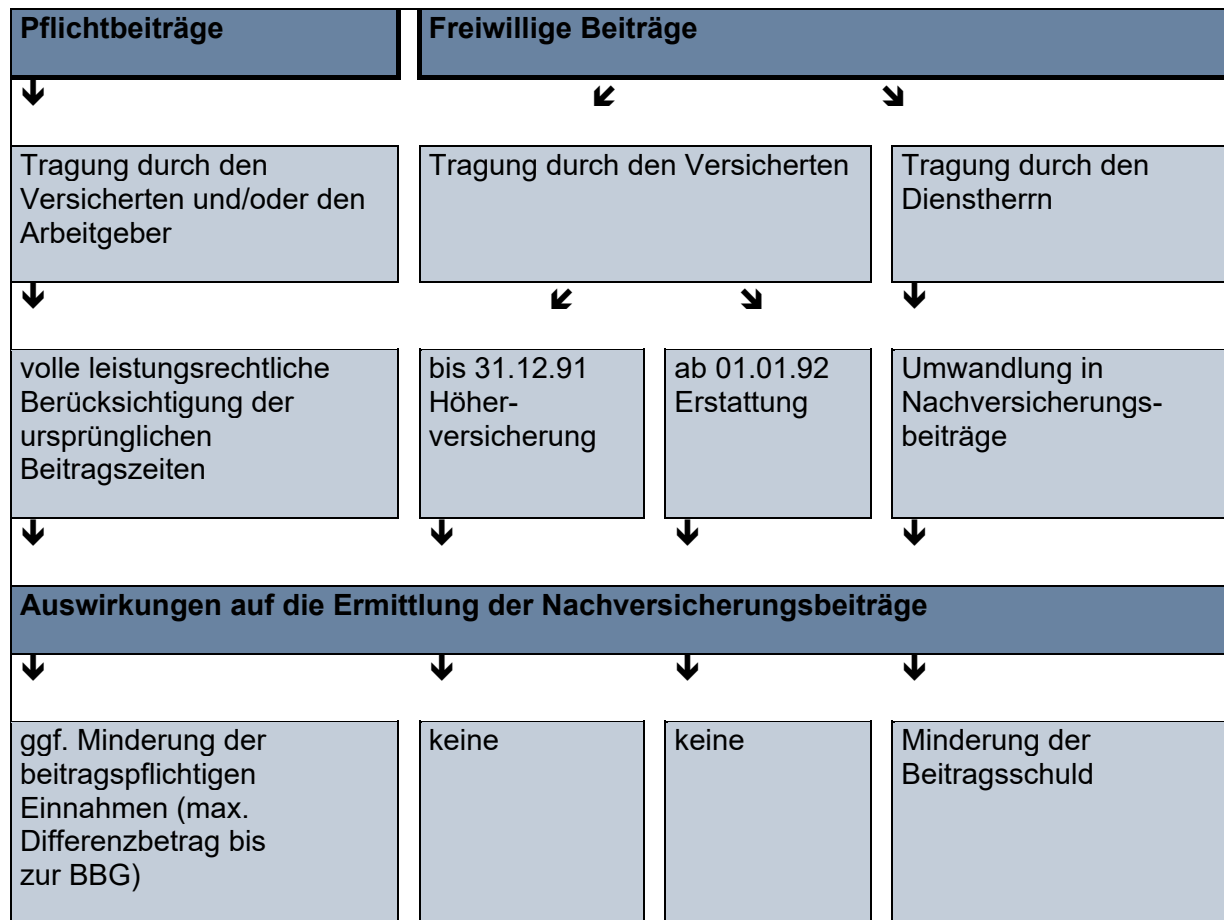 Pflichtbeiträge
Freiwillige Beiträge
Tragung durch den
Versicherten und/oder den
Arbeitgeber
Tragung durch den Versicherten
Tragung durch den
Dienstherrn
volle leistungsrechtliche
Berücksichtigung der
ursprünglichen
Beitragszeiten
bis 31.12.91
Höher-
versicherung
ab 01.01.92
Erstattung
Umwandlung in
Nachversicherungs-
beiträge
Auswirkungen auf die Ermittlung der Nachversicherungsbeiträge
ggf. Minderung der
beitragspflichtigen
Einnahmen (max.
Differenzbetrag bis
zur BBG)
keine
keine
Minderung der
Beitragsschuld